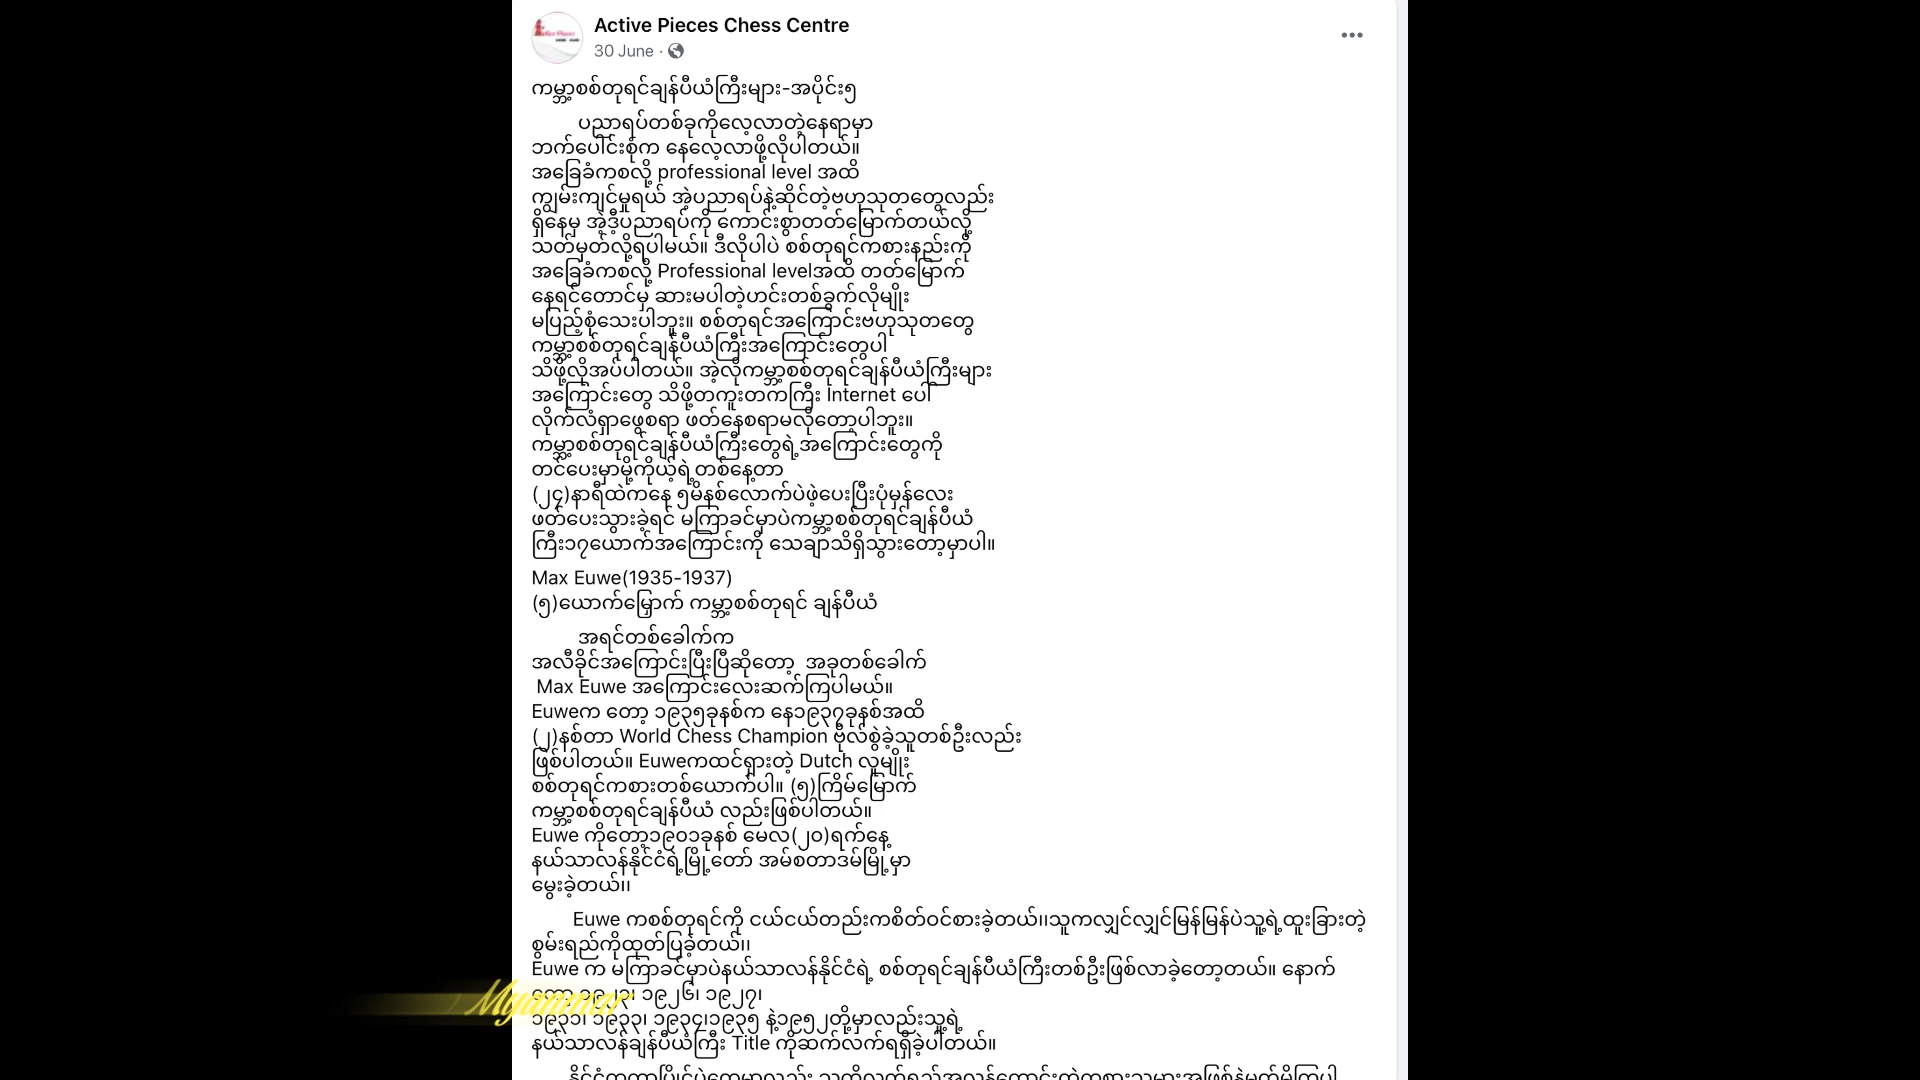 Active Pieces Chess Centre
30 June ·
ကမ္ဘာ့စစ်တုရင်ချန်ပီယံကြီးများ-အပိုင်း၅
ပညာရပ်တစ်ခုကိုလေ့လာတဲ့နေရာမှာ
ဘက်ပေါင်းစုံက နေလေ့လာဖို့လိုပါတယ်။
အခြေခံကစလို့ professional level အထိ
ကျွမ်းကျင်မှုရယ် အဲ့ပညာရပ်နဲ့ဆိုင်တဲ့ဗဟုသုတတွေလည်း
ရှိနေမှ အဲ့ဒီ့ပညာရပ်ကို ကောင်းစွာတတ်မြောက်တယ်လို့
သတ်မှတ်လို့ရပါမယ်။ ဒီလိုပါပဲ စစ်တုရင်ကစားနည်းကို
အခြေခံကစလို့ Professional levelအထိ တတ်မြောက်
နေရင်တောင်မှ ဆားမပါတဲ့ဟင်းတစ်ခွက်လိုမျိုး
မပြည့်စုံသေးပါဘူး။ စစ်တုရင်အကြောင်းဗဟုသုတတွေ
ကမ္ဘာ့စစ်တုရင်ချန်ပီယံကြီးအကြောင်းတွေပါ
သိဖို့လိုအပ်ပါတယ်။ အဲ့လိုကမ္ဘာ့စစ်တုရင်ချန်ပီယံကြီးများ
အကြောင်းတွေ သိဖို့တကူးတကကြီး Internet ပေါ်
လိုက်လံရှာဖွေစရာ ဖတ်နေစရာမလိုတော့ပါဘူး။
ကမ္ဘာ့စစ်တုရင်ချန်ပီယံကြီးတွေရဲ့အကြောင်းတွေကို
တင်ပေးမှာမို့ကိုယ့်ရဲ့တစ်နေ့တာ
(၂၄)နာရီထဲကနေ ၅မိနစ်လောက်ပဲဖဲ့ပေးပြီးပုံမှန်လေး
ဖတ်ပေးသွားခဲ့ရင် မကြာခင်မှာပဲကမ္ဘာ့စစ်တုရင်ချန်ပီယံ
ကြီး၁၇ယောက်အကြောင်းကို သေချာသိရှိသွားတော့မှာပါ။
Max Euwe(1935-1937)
(၅)ယောက်မြှောက် ကမ္ဘာ့စစ်တုရင် ချန်ပီယံ
အရင်တစ်ခေါက်က
အလီခိုင်အကြောင်းပြီးပြီဆိုတော့ အခုတစ်ခေါက်
Max Euwe အကြောင်းလေးဆက်ကြပါမယ်။
Euweက တော့ ၁၉၃၅ခုနစ်က နေ၁၉၃၇ခုနစ်အထိ
(၂)နစ်တာ World Chess Champion ဗိုလ်စွဲခဲ့သူတစ်ဦးလည်း
ဖြစ်ပါတယ်။ Euweကထင်ရှားတဲ့ Dutch လူမျိုး
စစ်တုရင်ကစားတစ်ယောက်ပါ။ (၅)ကြိမ်မြောက်
ကမ္ဘာ့စစ်တုရင်ချန်ပီယံ လည်းဖြစ်ပါတယ်။
Euwe ကိုတော့၁၉၀၁ခုနစ် မေလ(၂၀)ရက်နေ့
နယ်သာလန်နိုင်ငံရဲ့မြို့တော် အမ်စတာဒမ်မြို့မှာ
မွေးခဲ့တယ်၊၊
Euwe ကစစ်တုရင်ကို ငယ်ငယ်တည်းကစိတ်ဝင်စားခဲ့တယ်၊၊သူကလျှင်လျှင်မြန်မြန်ပဲသူ့ရဲ့ထူးခြားတဲ့
စွမ်းရည်ကိုထုတ်ပြခဲ့တယ်၊၊
Euwe က မကြာခင်မှာပဲနယ်သာလန်နိုင်ငံရဲ့ စစ်တုရင်ချန်ပီယံကြီးတစ်ဦးဖြစ်လာခဲ့တော့တယ်။ နောက်
၁၉၂၆၊ ၁၉၂၇၊
Myanmar
၁၉၃၁၊ ၁၉၃၃၊ ၁၉၃၄၊၁၉၃၅ နဲ့၁၉၅၂တို့မှာလည်းသူ့ရဲ့
နယ်သာလန်ချန်ပီယံကြီး Title ကိုဆက်လက်ရရှိခဲ့ပါတယ်။